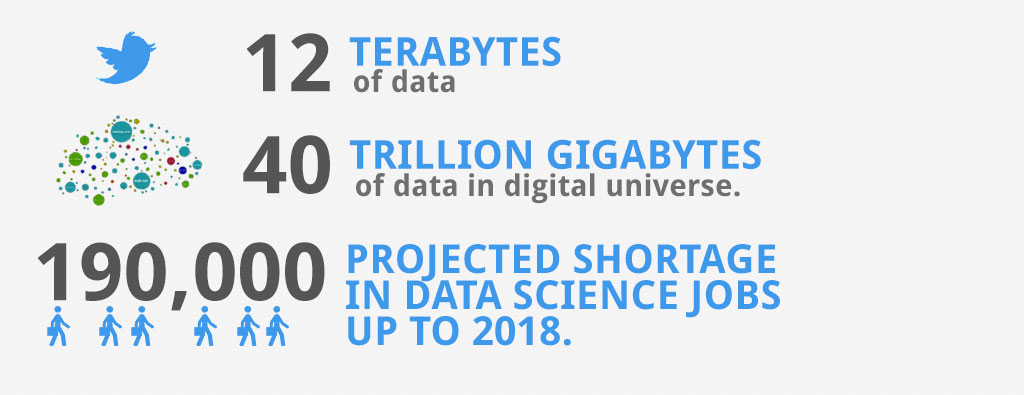 12 TERABYTES
of data
40 TRILLION GIGABYTES
of data in digital universe.
190,000 PROJECTED SHORTAGE
IN DATA SCIENCE JOBS
UP TO 2018.